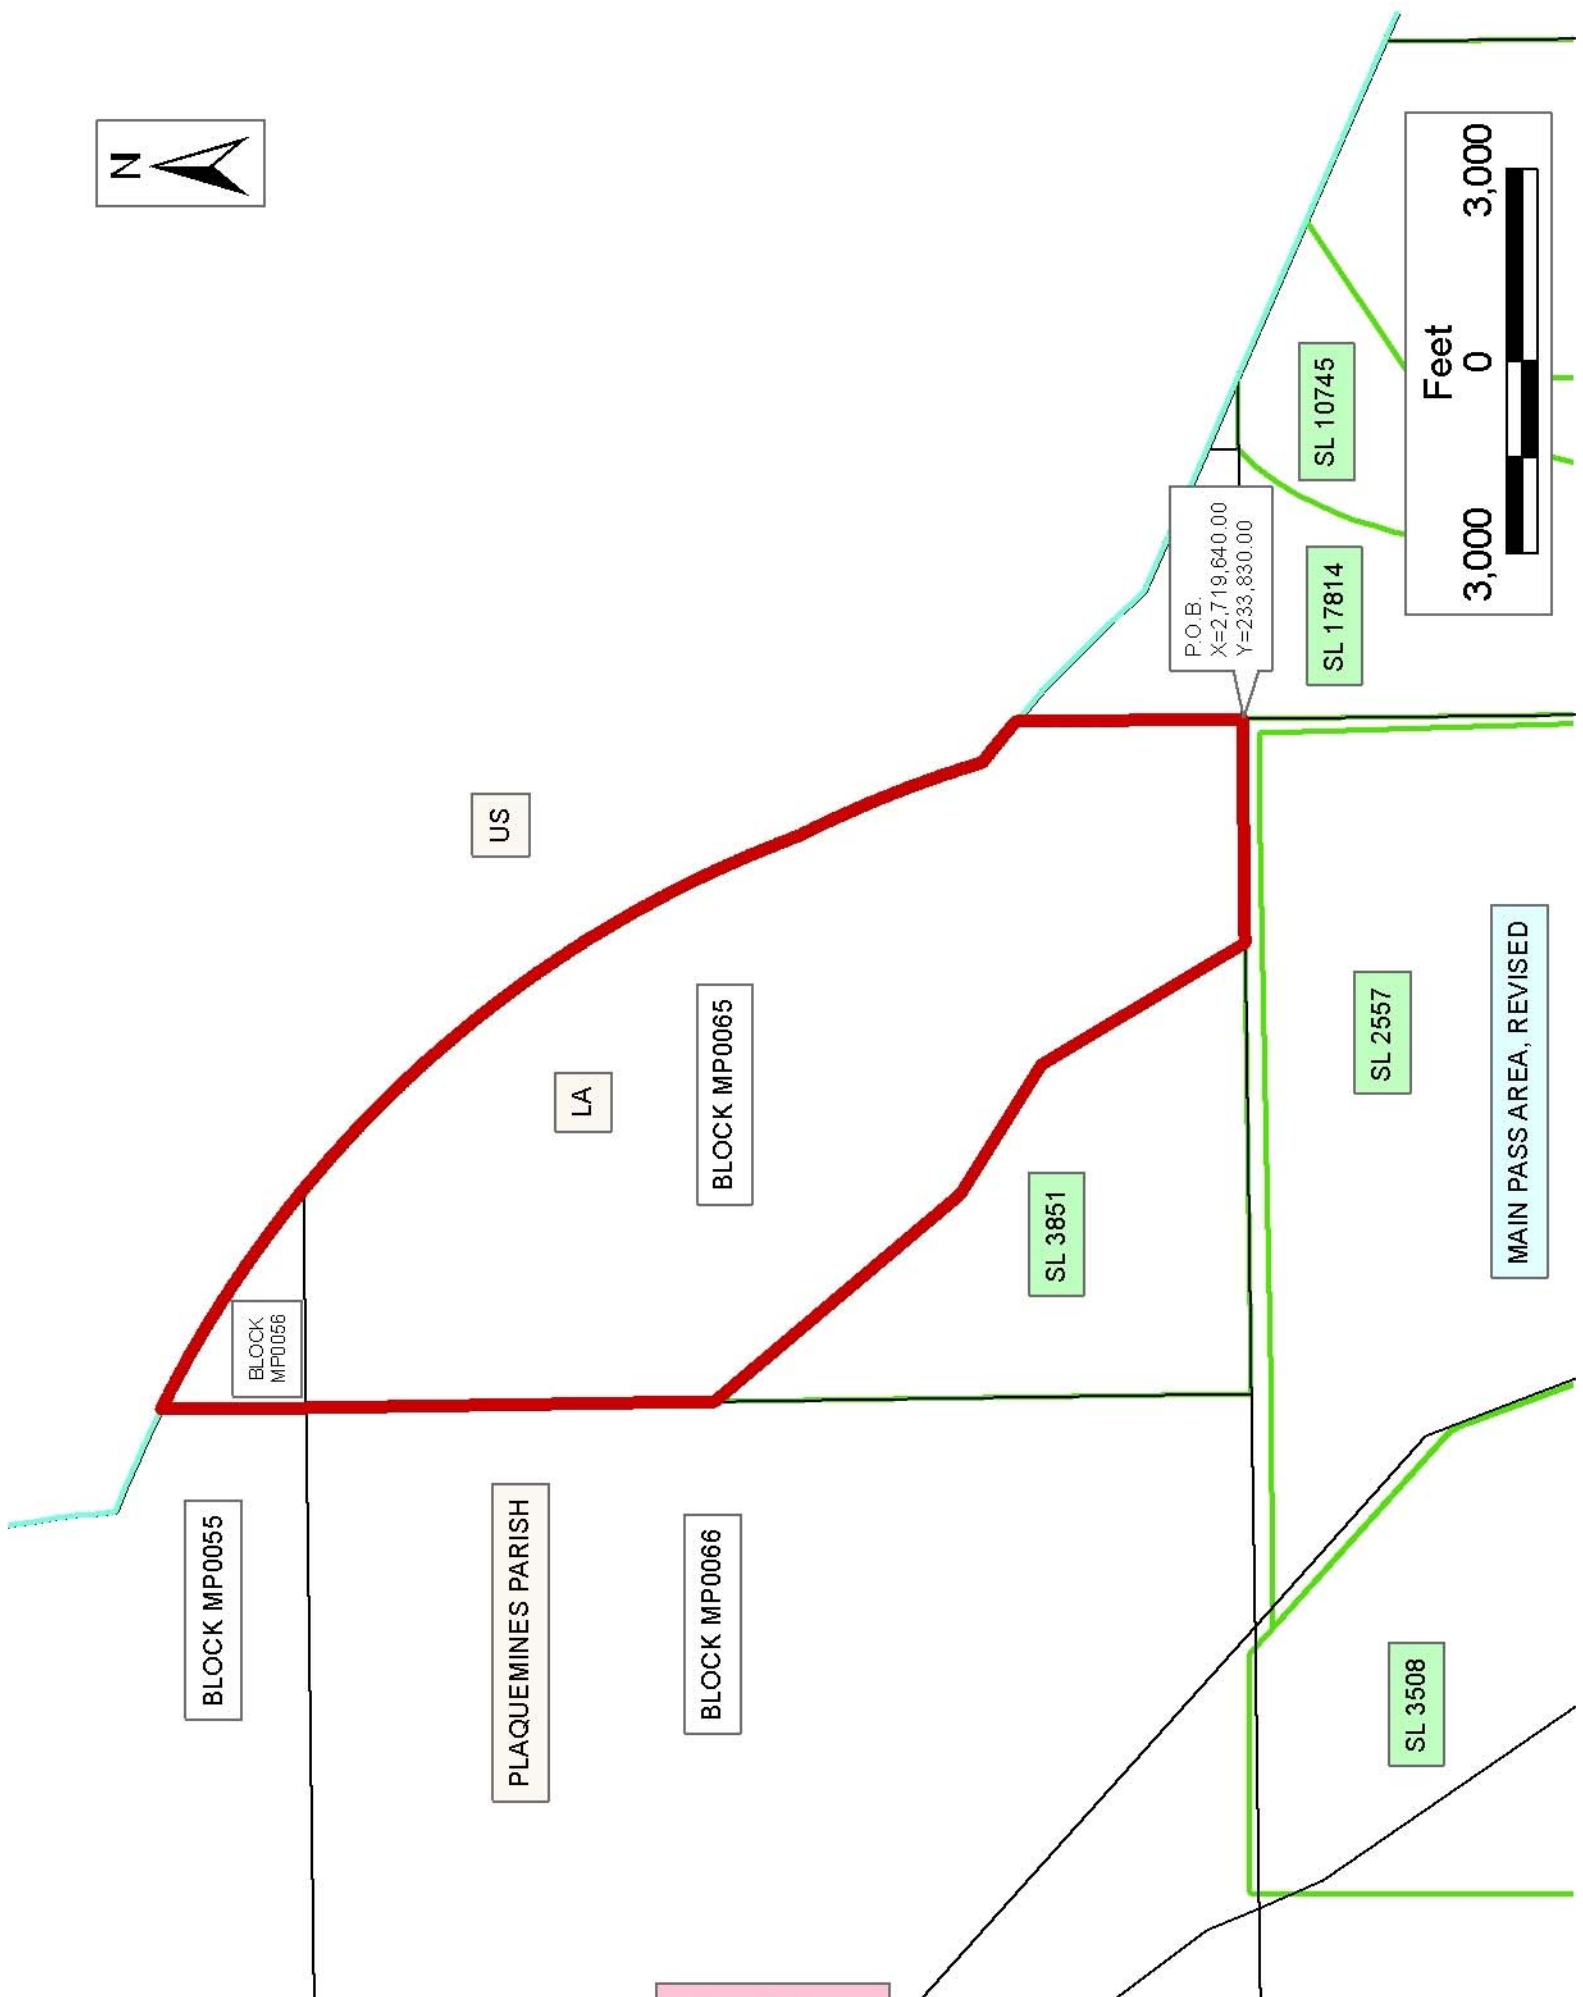 N
US
LA
BLOCK
MP0056
BLOCK MP0065
BLOCK MP0055
PLAQUEMINES PARISH
BLOCK MP0066
SL 3851
P.O.B.
X=2,719,640.00
Y=233,830.00
SL 10745
SL 17814
SL 2557
SL 3508
MAIN PASS AREA, REVISED
Feet
3,000 0 3,000